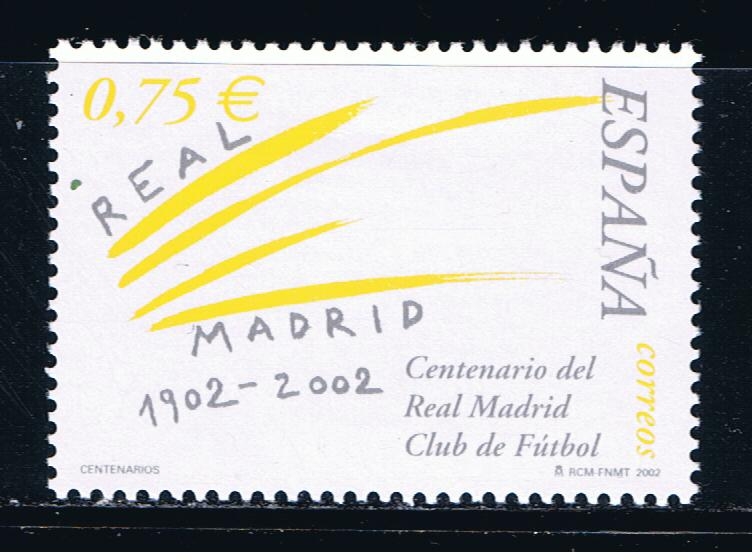 0,75 €
REAL
MADRID
1902-2002
ESPAÑA
correos
Centenario del
Real Madrid
Club de Fútbol
CENTENARIOS
RCM-FNMT 2002